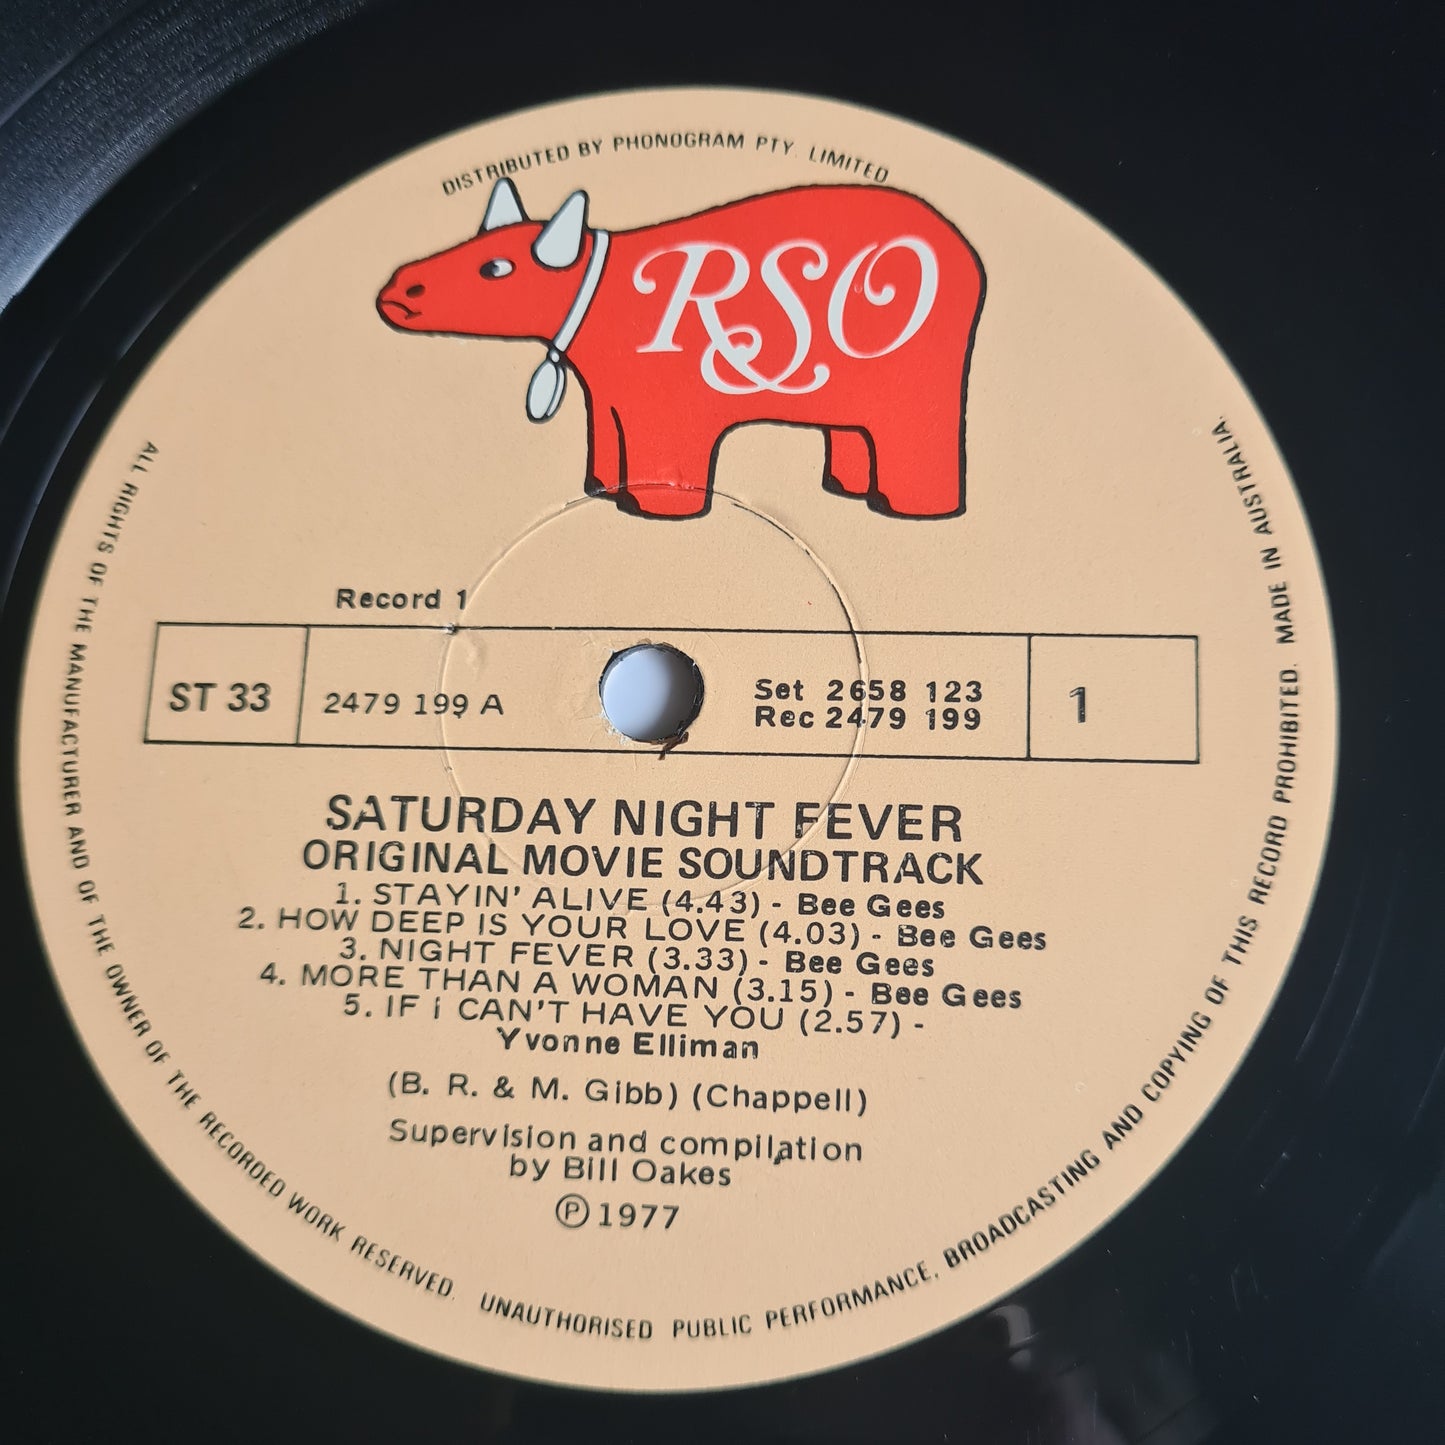 DISTRIBUTED BY PHONOGRAM PTY. LIMITED
RSO
Record 1
ST 33
2479 199 A
Set 2658 123
Rec 2479 199
1
SATURDAY NIGHT FEVER
ORIGINAL MOVIE SOUNDTRACK
1. STAYIN' ALIVE (4.43) - Bee Gees
2. HOW DEEP IS YOUR LOVE (4.03) - Bee Gees
3. NIGHT FEVER (3.33) - Bee Gees
4. MORE THAN A WOMAN (3.15) - Bee Gees
5. IF i CAN'T HAVE YOU (2.57) -
Yvonne Elliman
(B. R. & M. Gibb) (Chappell)
Supervision and compilation
by Bill Oakes
℗ 1977
ALL RIGHTS OF THE MANUFACTURER AND OF THE OWNER OF THE RECORDED WORK RESERVED. UNAUTHORISED PUBLIC PERFORMANCE, BROADCASTING AND COPYING OF THIS RECORD PROHIBITED. MADE IN AUSTRALIA.